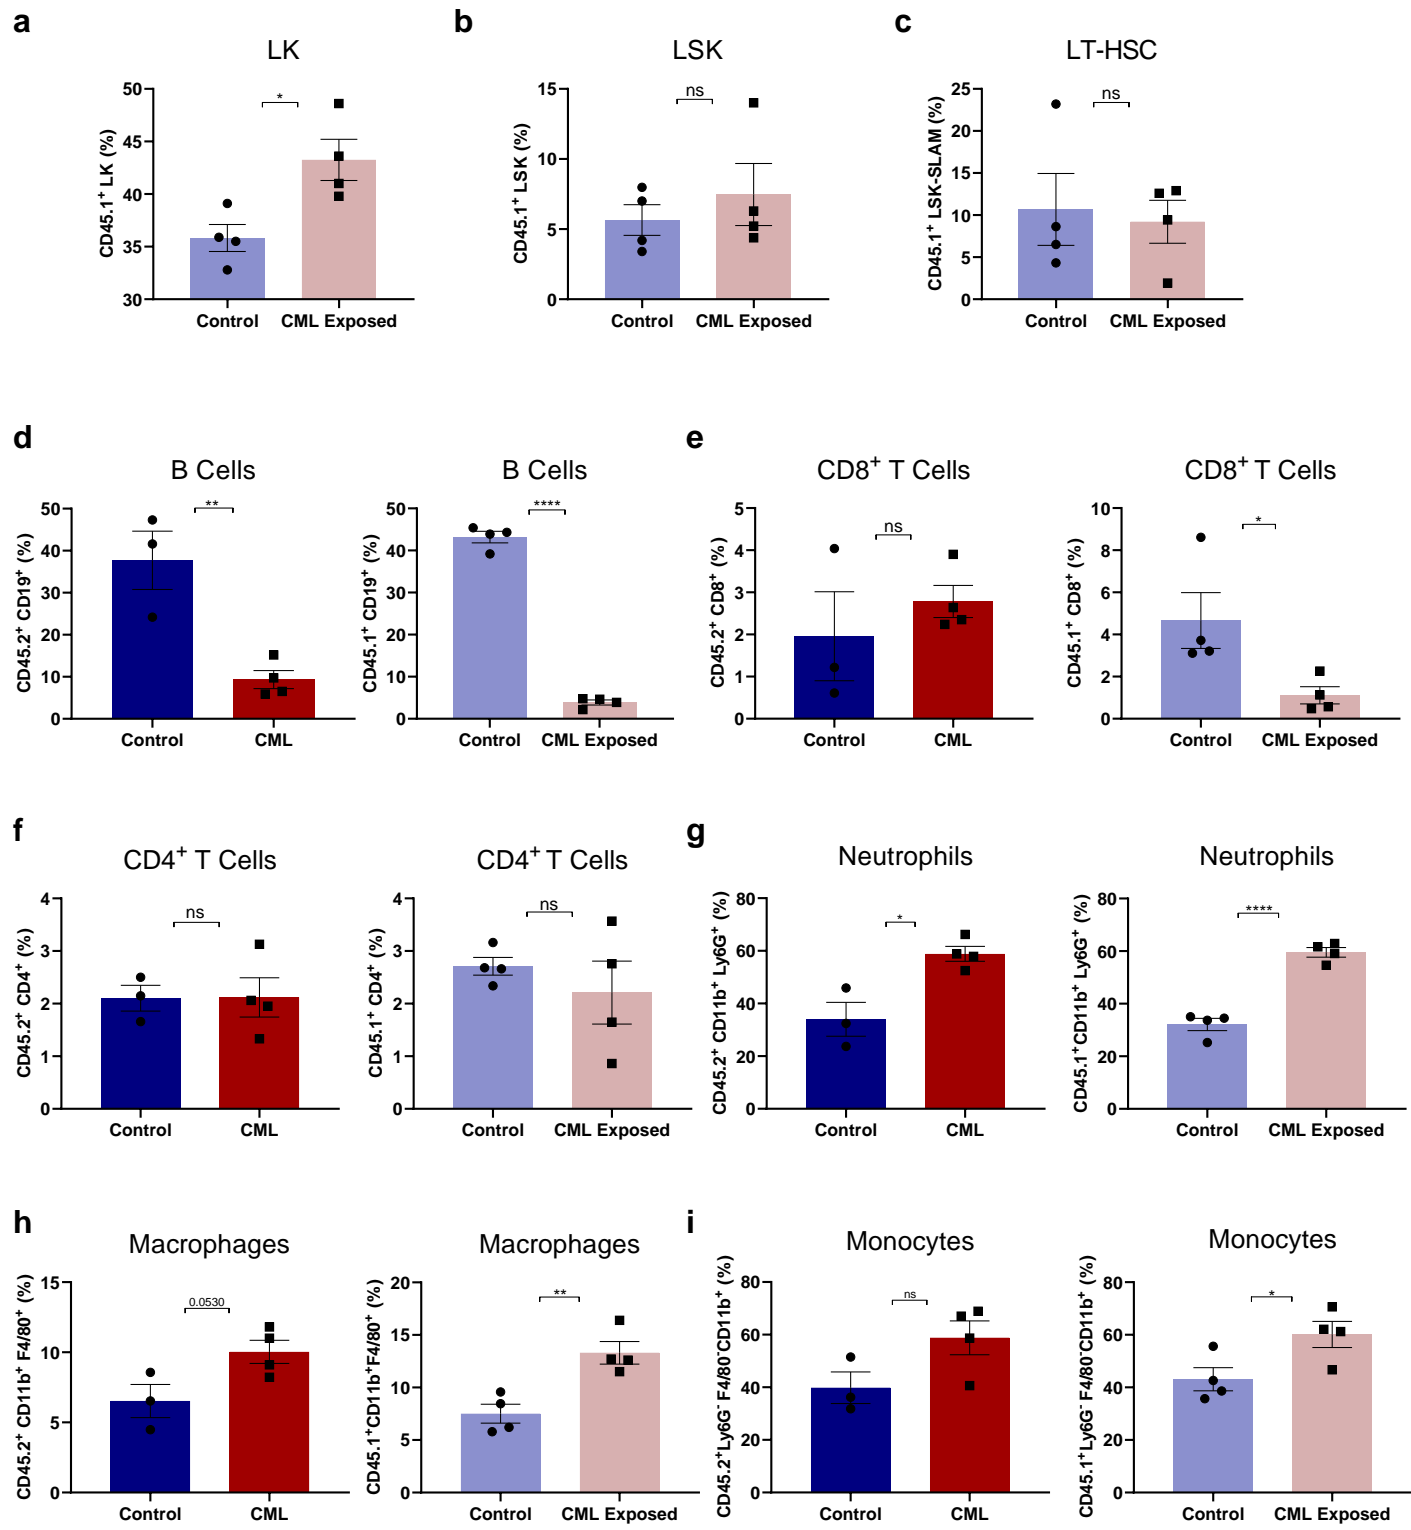 a
LK
CD45.1+ LK (%)
50
45
40
35
30
*
Control
CML Exposed
b
LSK
CD45.1+ LSK (%)
15
10
5
0
ns
Control
CML Exposed
c
LT-HSC
CD45.1+ LSK-SLAM (%)
25
20
15
10
5
0
ns
Control
CML Exposed
d
B Cells
CD45.2+ CD19+ (%)
50
40
30
20
10
0
**
Control
CML
B Cells
CD45.1+ CD19+ (%)
50
40
30
20
10
0
****
Control
CML Exposed
e
CD8+ T Cells
CD45.2+ CD8+ (%)
5
4
3
2
1
0
ns
Control
CML
CD8+ T Cells
CD45.1+ CD8+ (%)
10
8
6
4
2
0
*
Control
CML Exposed
f
CD4+ T Cells
CD45.2+ CD4+ (%)
4
3
2
1
0
ns
Control
CML
CD4+ T Cells
CD45.1+ CD4+ (%)
4
3
2
1
0
ns
Control
CML Exposed
g
Neutrophils
CD45.2+ CD11b+ Ly6G+ (%)
80
60
40
20
0
*
Control
CML
Neutrophils
CD45.1+CD11b+ Ly6G+ (%)
80
60
40
20
0
****
Control
CML Exposed
h
Macrophages
CD45.2+ CD11b+ F4/80+ (%)
15
10
5
0
0.0530
Control
CML
Macrophages
CD45.1+CD11b+F4/80+ (%)
20
15
10
5
0
**
Control
CML Exposed
i
Monocytes
CD45.2+Ly6G- F4/80-CD11b+ (%)
80
60
40
20
0
ns
Control
CML
Monocytes
CD45.1+Ly6G- F4/80-CD11b+ (%)
80
60
40
20
0
*
Control
CML Exposed